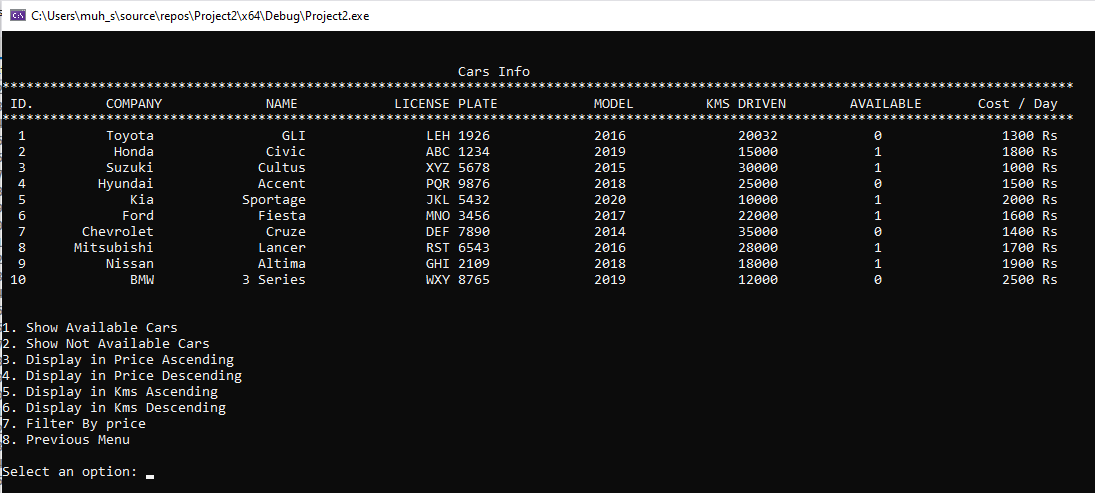 C:\Users\muh_s\source\repos\Project2\x64\Debug\Project2.exe
Cars Info
**************************************************************************************************************************************
ID. COMPANY NAME LICENSE PLATE MODEL KMS DRIVEN AVAILABLE Cost / Day
**************************************************************************************************************************************
1 Toyota GLI LEH 1926 2016 20032 0 1300 Rs
2 Honda Civic ABC 1234 2019 15000 1 1800 Rs
3 Suzuki Cultus XYZ 5678 2015 30000 1 1000 Rs
4 Hyundai Accent PQR 9876 2018 25000 0 1500 Rs
5 Kia Sportage JKL 5432 2020 10000 1 2000 Rs
6 Ford Fiesta MNO 3456 2017 22000 1 1600 Rs
7 Chevrolet Cruze DEF 7890 2014 35000 0 1400 Rs
8 Mitsubishi Lancer RST 6543 2016 28000 1 1700 Rs
9 Nissan Altima GHI 2109 2018 18000 1 1900 Rs
10 BMW 3 Series WXY 8765 2019 12000 0 2500 Rs
1. Show Available Cars
2. Show Not Available Cars
3. Display in Price Ascending
4. Display in Price Descending
5. Display in Kms Ascending
6. Display in Kms Descending
7. Filter By price
8. Previous Menu
Select an option: